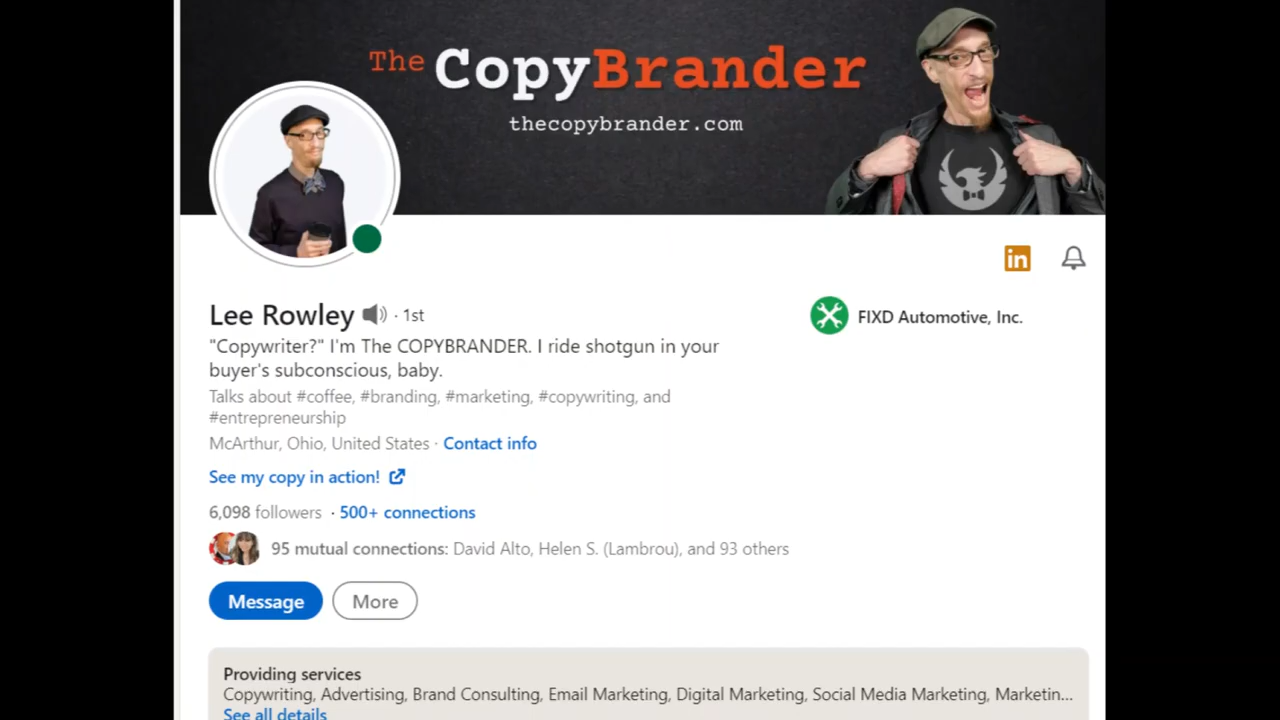 The CopyBrander
thecopybrander.com
in
Lee Rowley · 1st
FIXD Automotive, Inc.
"Copywriter?" I'm The COPYBRANDER. I ride shotgun in your
buyer's subconscious, baby.
Talks about #coffee, #branding, #marketing, #copywriting, and
#entrepreneurship
McArthur, Ohio, United States · Contact info
See my copy in action!
6,098 followers · 500+ connections
95 mutual connections: David Alto, Helen S. (Lambrou), and 93 others
Message
More
Providing services
Copywriting, Advertising, Brand Consulting, Email Marketing, Digital Marketing, Social Media Marketing, Marketin...
See all details